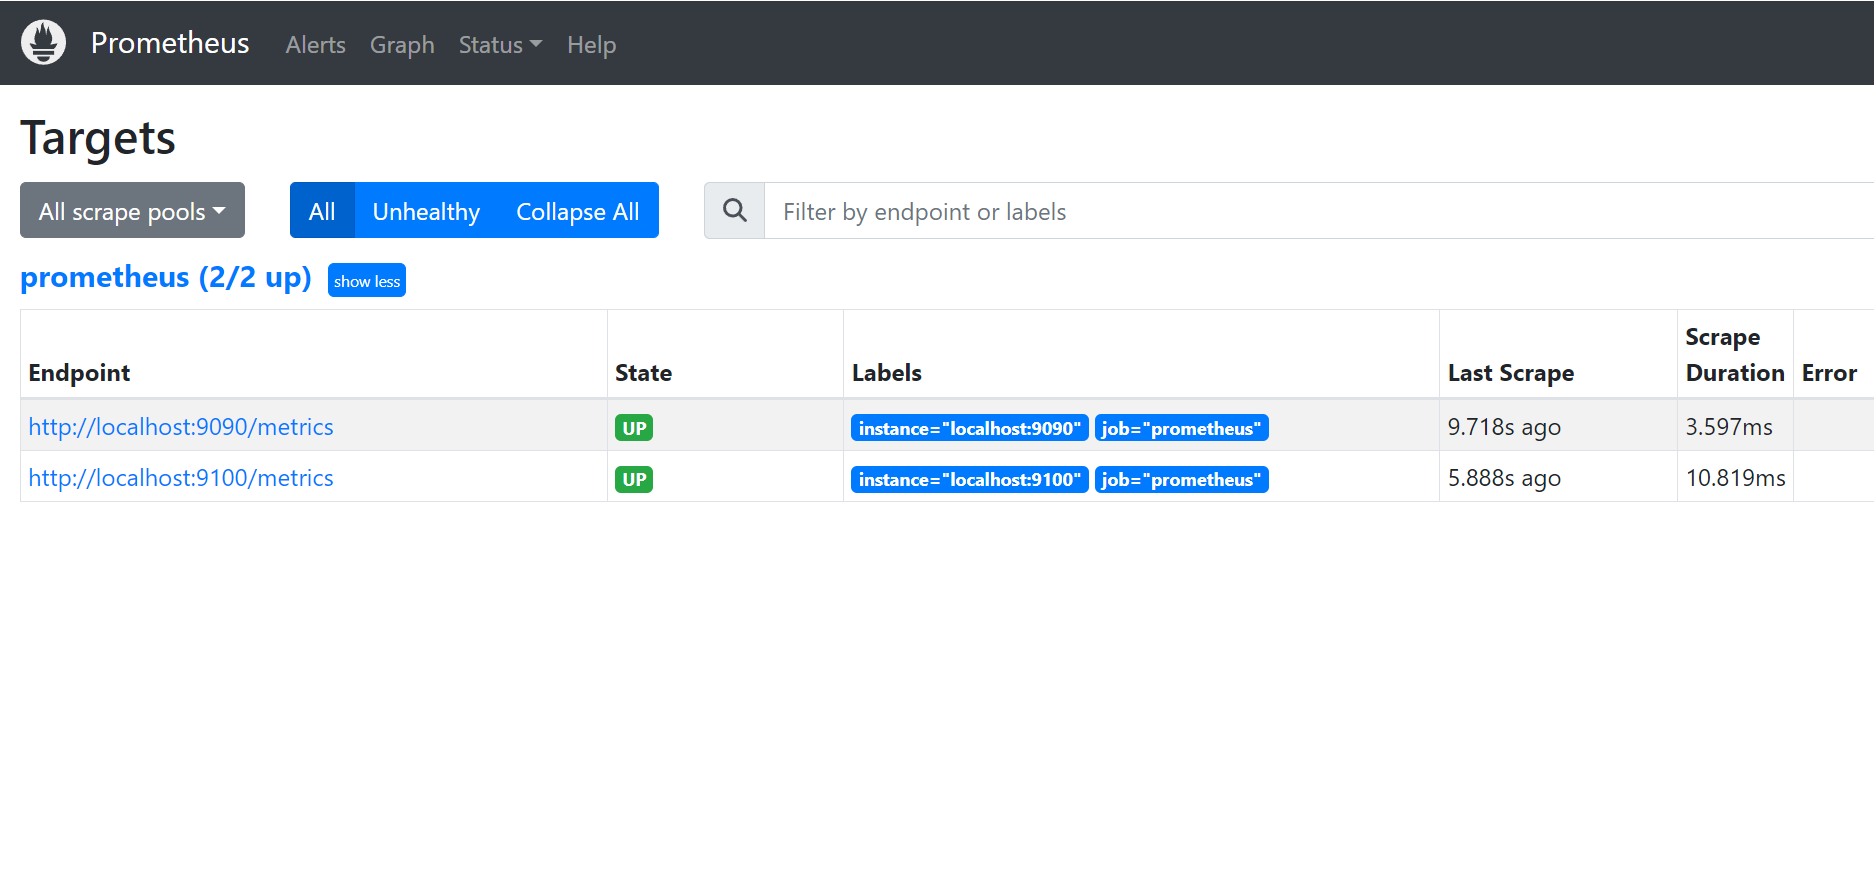 Prometheus Alerts Graph Status Help
Targets
All scrape pools All Unhealthy Collapse All Filter by endpoint or labels
prometheus (2/2 up) show less
Endpoint State Labels Last Scrape Scrape Duration Error
http://localhost:9090/metrics UP instance="localhost:9090" job="prometheus" 9.718s ago 3.597ms
http://localhost:9100/metrics UP instance="localhost:9100" job="prometheus" 5.888s ago 10.819ms